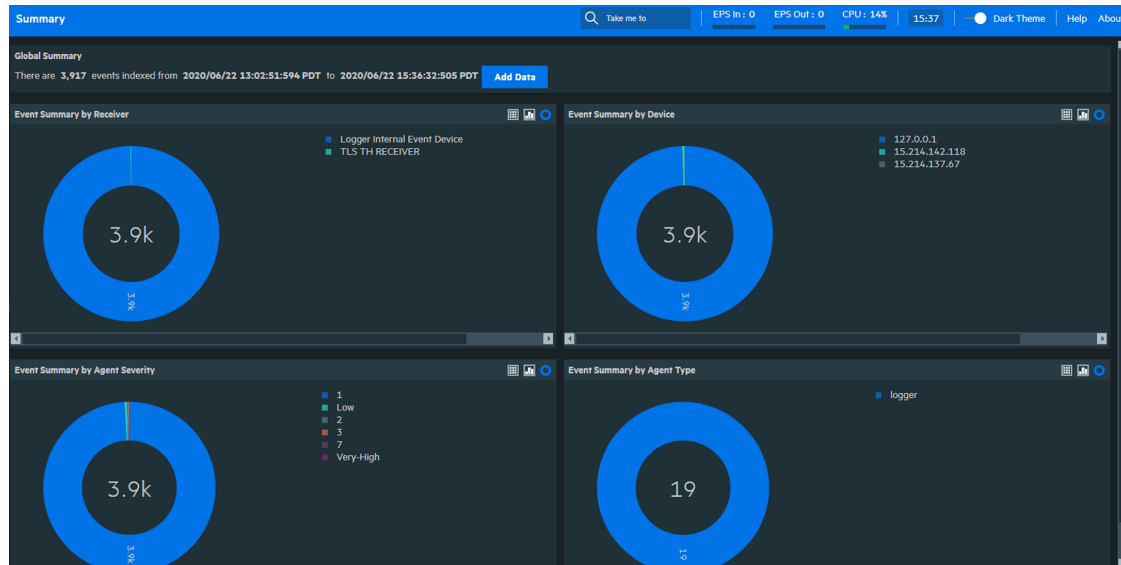 Summary
Take me to
EPS In : 0
EPS Out : 0
CPU : 14%
15:37
Dark Theme
Help
Abou
Global Summary
There are 3,917 events indexed from 2020/06/22 13:02:51:594 PDT to 2020/06/22 15:36:32:505 PDT
Add Data
Event Summary by Receiver
Logger Internal Event Device
TLS TH RECEIVER
3.9k
3.9k
Event Summary by Device
127.0.0.1
15.214.142.118
15.214.137.67
3.9k
3.9k
Event Summary by Agent Severity
1
Low
2
3
7
Very-High
3.9k
3.9k
Event Summary by Agent Type
logger
19
19